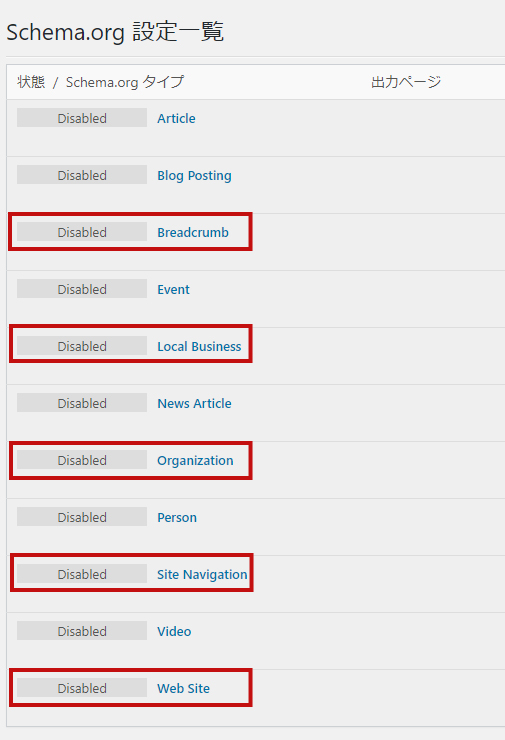 Schema.org 設定一覧
状態 / Schema.org タイプ 出力ページ
Disabled Article
Disabled Blog Posting
Disabled Breadcrumb
Disabled Event
Disabled Local Business
Disabled News Article
Disabled Organization
Disabled Person
Disabled Site Navigation
Disabled Video
Disabled Web Site